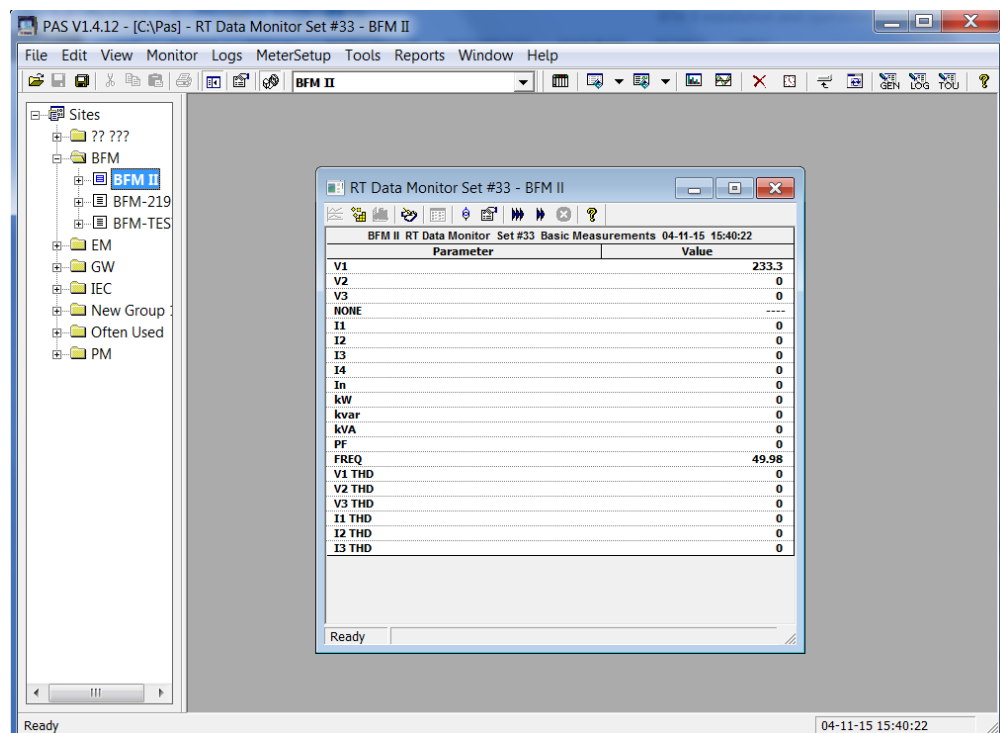 PAS V1.4.12 - [C:\Pas] - RT Data Monitor Set #33 - BFM II
File Edit View Monitor Logs MeterSetup Tools Reports Window Help
BFM II
GEN LOG TOU
Sites
?? ???
BFM
BFM II
BFM-219
BFM-TES
EM
GW
IEC
New Group
Often Used
PM
RT Data Monitor Set #33 - BFM II
BFM II RT Data Monitor Set #33 Basic Measurements 04-11-15 15:40:22
Parameter Value
V1 233.3
V2 0
V3 0
NONE ----
I1 0
I2 0
I3 0
I4 0
In 0
kW 0
kvar 0
kVA 0
PF 0
FREQ 49.98
V1 THD 0
V2 THD 0
V3 THD 0
I1 THD 0
I2 THD 0
I3 THD 0
Ready
Ready 04-11-15 15:40:22